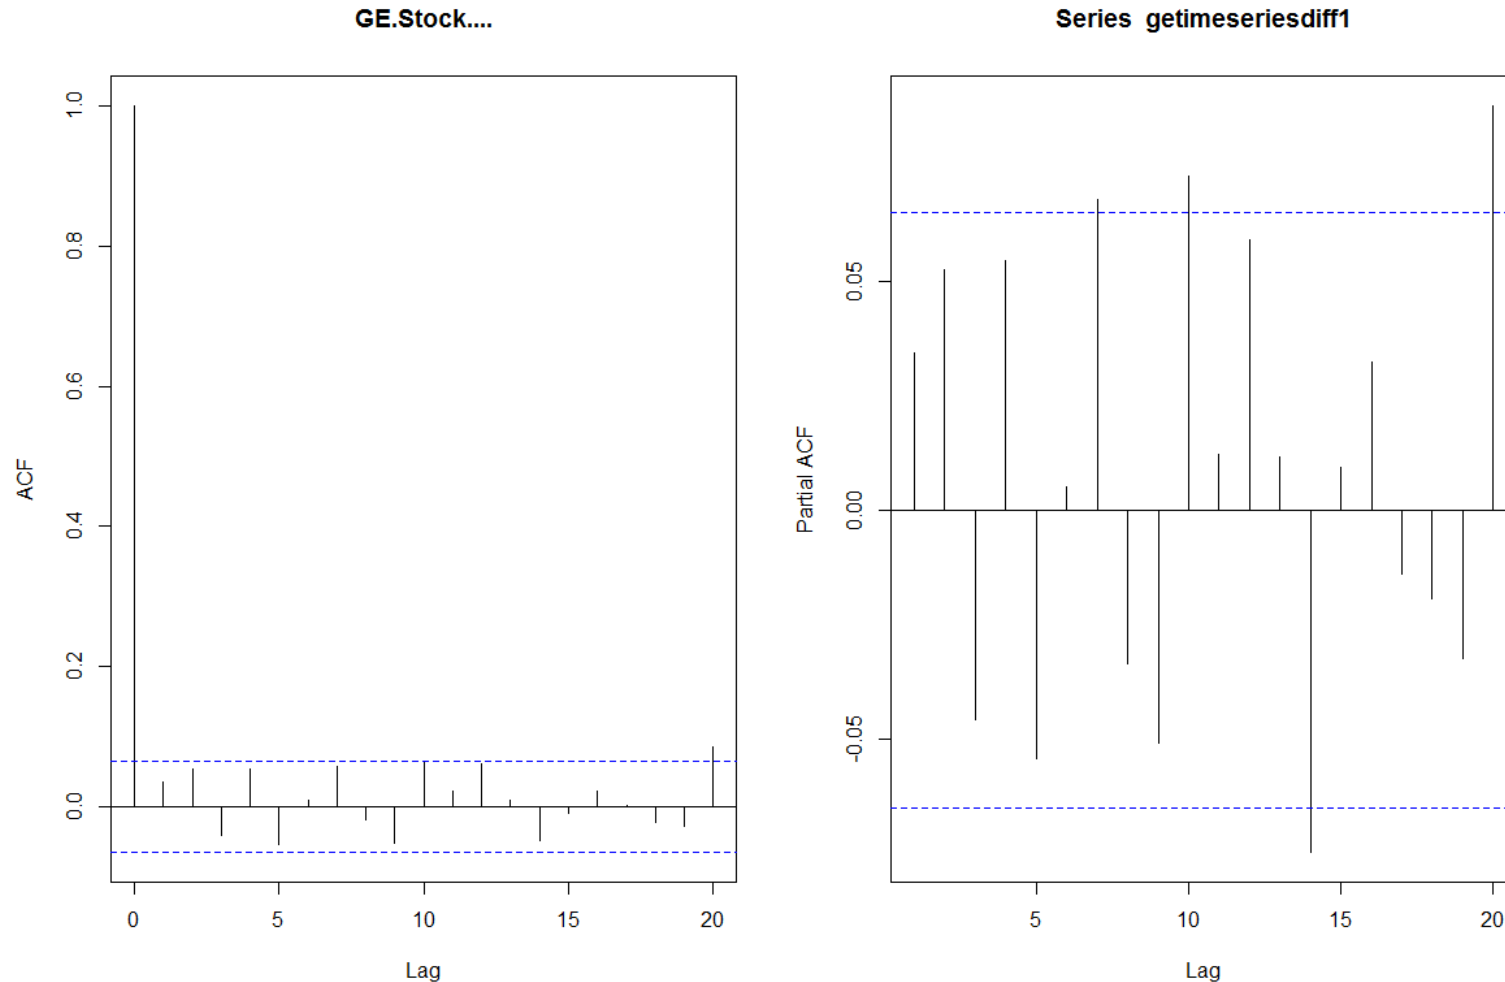 GE.Stock....
ACF
1.0
0.8
0.6
0.4
0.2
0.0
0 5 10 15 20
Lag
Series getimeseriesdiff1
Partial ACF
0.05
0.00
-0.05
5 10 15 20
Lag